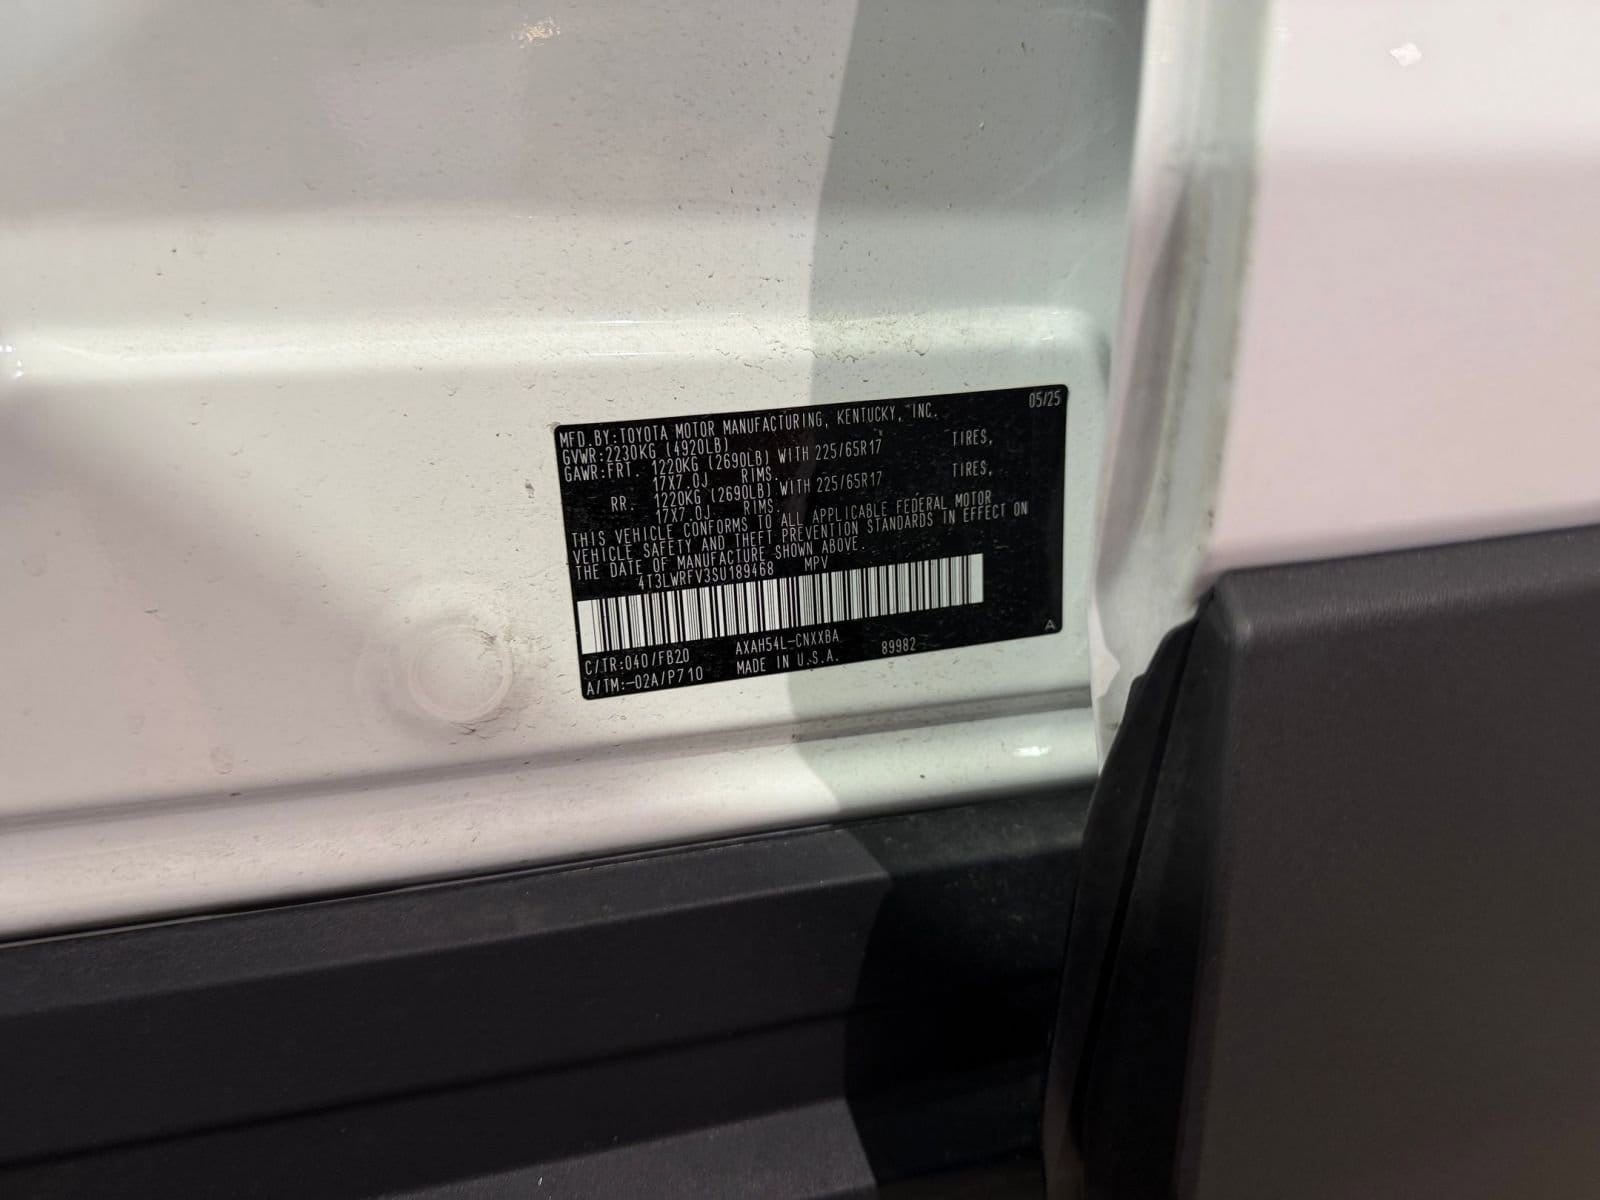 05/25
MFD.BY:TOYOTA MOTOR MANUFACTURING, KENTUCKY, INC.
GVWR:2230KG (4920LB)
GAWR:FRT. 1220KG (2690LB) WITH 225/65R17 TIRES,
17X7.0J RIMS.
RR. 1220KG (2690LB) WITH 225/65R17 TIRES,
17X7.0J RIMS.
THIS VEHICLE CONFORMS TO ALL APPLICABLE FEDERAL MOTOR
VEHICLE SAFETY AND THEFT PREVENTION STANDARDS IN EFFECT ON
THE DATE OF MANUFACTURE SHOWN ABOVE.
4T3LWRFV3SU189468 MPV
C/TR:040/FB20 AXAH54L-CNXXBA A
A/TM:-02A/P710 MADE IN U.S.A. 89982